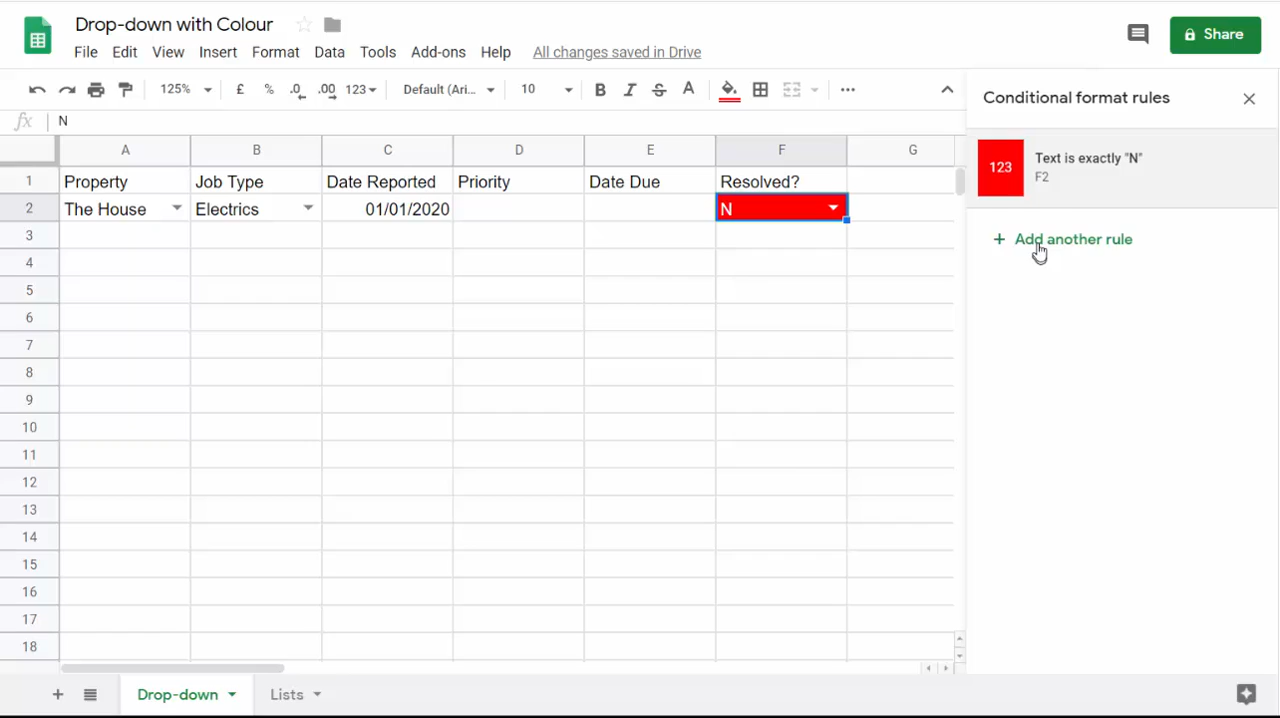 Drop-down with Colour
File Edit View Insert Format Data Tools Add-ons Help All changes saved in Drive
Share
125% £ % .0 .00 123 Default (Ari... 10 B I S A
Conditional format rules
fx N
A B C D E F G
1 Property Job Type Date Reported Priority Date Due Resolved?
2 The House Electrics 01/01/2020 N
3
4
5
6
7
8
9
10
11
12
13
14
15
16
17
18
123 Text is exactly "N"
F2
+ Add another rule
+ Drop-down Lists